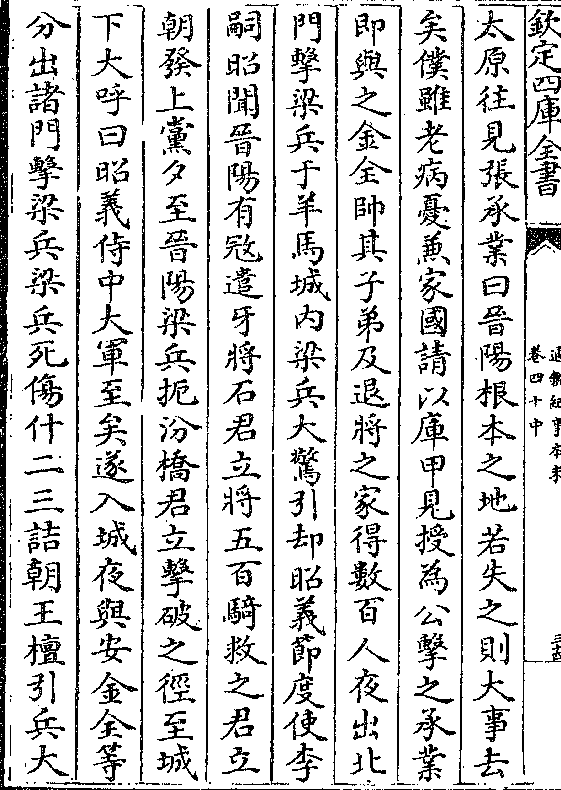 欽定四庫全書
通鑑紀事本末
卷四十中
太原往見張承業曰晉陽根本之地若失之則大事去
矣僕雖老病憂兼家國請以庫甲見授為公擊之承業
即與之金全帥其子弟及退將之家得數百人夜出北
門擊梁兵于羊馬城内梁兵大驚引却昭義節度使李
嗣昭聞晉陽有宼遣牙將石君立將五百騎救之君立
朝發上黨夕至晉陽梁兵扼汾橋君立擊破之徑至城
下大呼曰昭義侍中大軍至矣遂入城夜與安金全等
分出諸門擊梁兵梁兵死傷什二三詰朝王檀引兵大